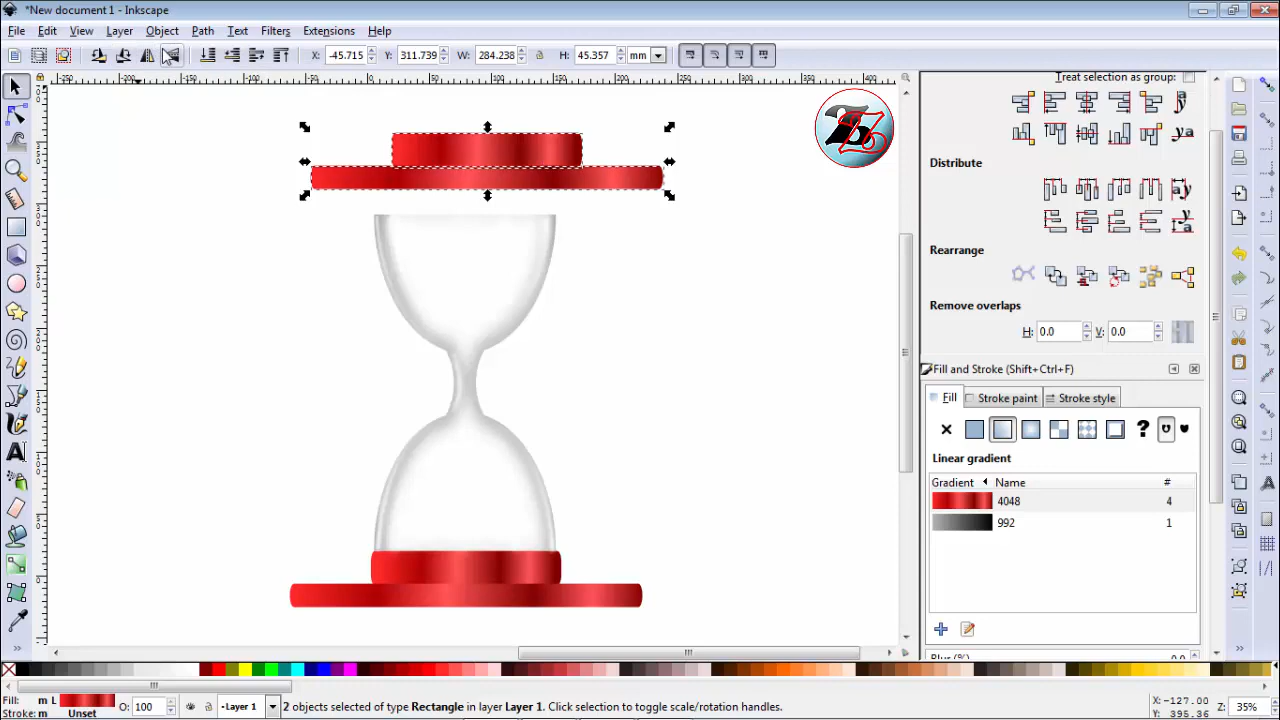 *New document 1 - Inkscape
File Edit View Layer Object Path Text Filters Extensions Help
X: -45.715 Y: 311.739 W: 284.238 H: 45.357 mm
Treat selection as group:
Distribute
Rearrange
Remove overlaps
H: 0.0 V: 0.0
Fill and Stroke (Shift+Ctrl+F)
Fill Stroke paint Stroke style
Linear gradient
Gradient Name #
4048 4
992 1
Blur (%)
Fill: m L
Stroke: m Unset
O: 100
Layer 1
2 objects selected of type Rectangle in layer Layer 1. Click selection to toggle scale/rotation handles.
X: -127.00
Y: 395.36
Z: 35%